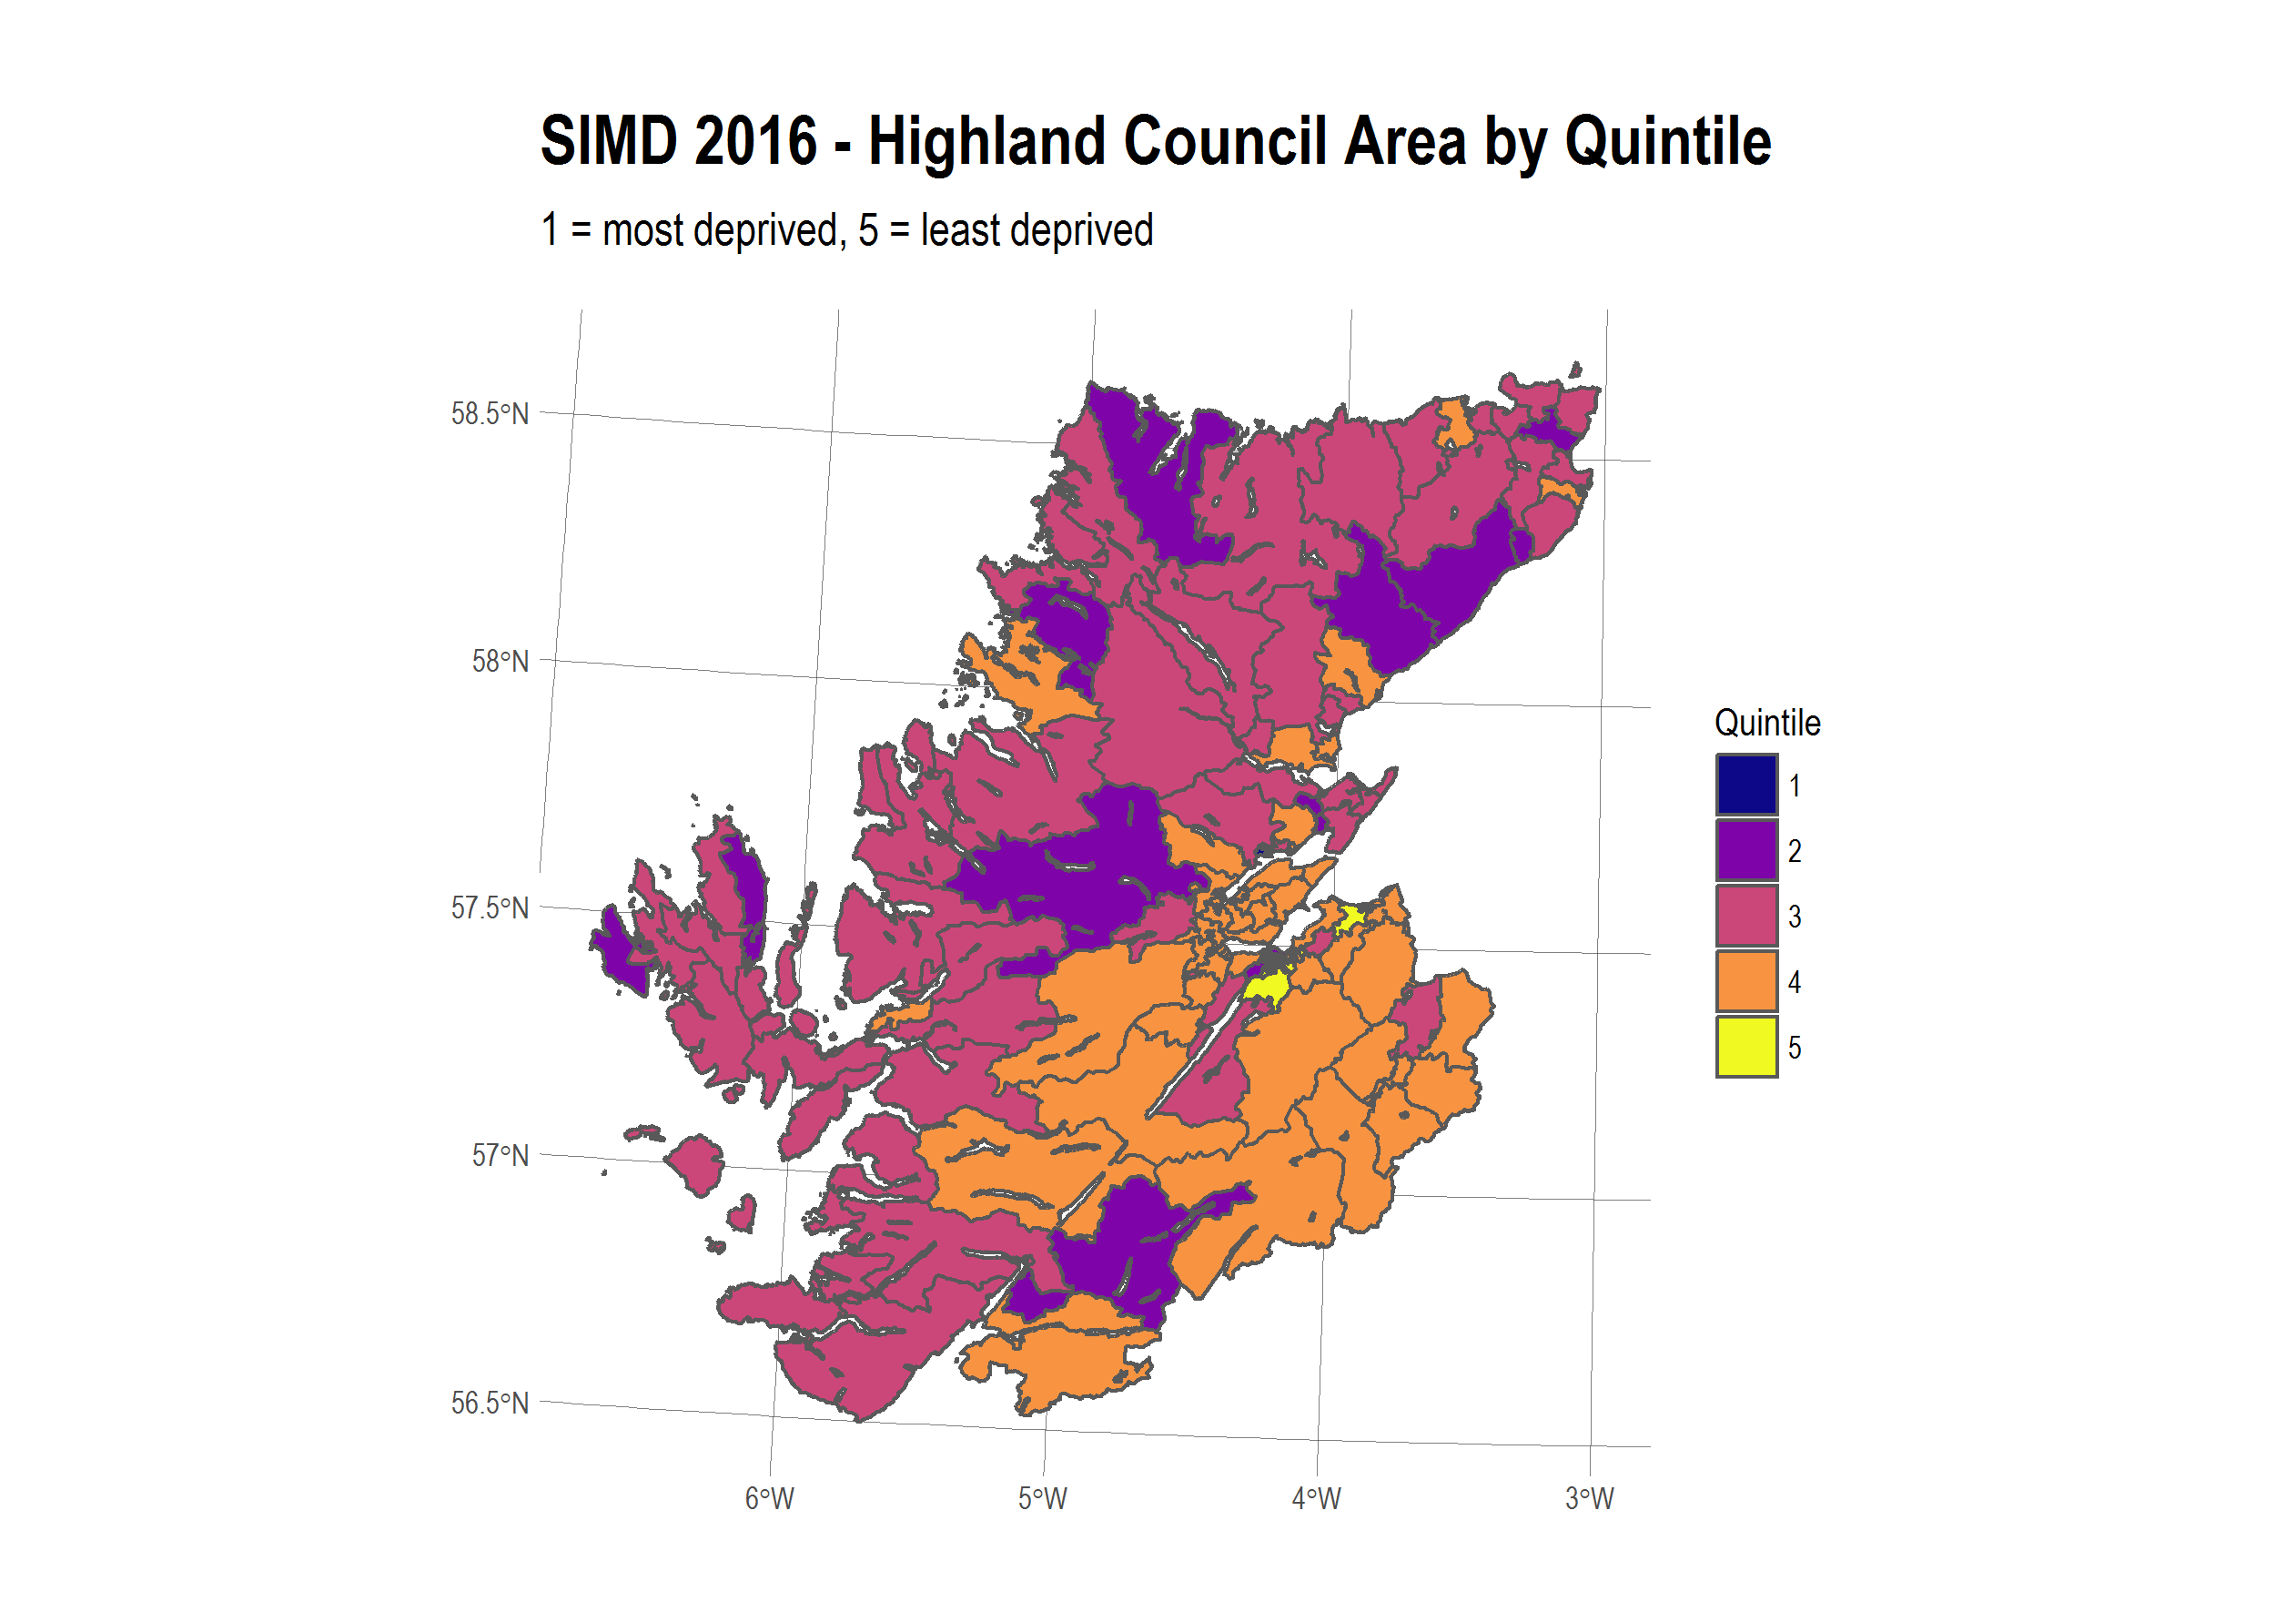 SIMD 2016 - Highland Council Area by Quintile
1 = most deprived, 5 = least deprived
58.5°N
58°N
57.5°N
57°N
56.5°N
6°W
5°W
4°W
3°W
Quintile
1
2
3
4
5